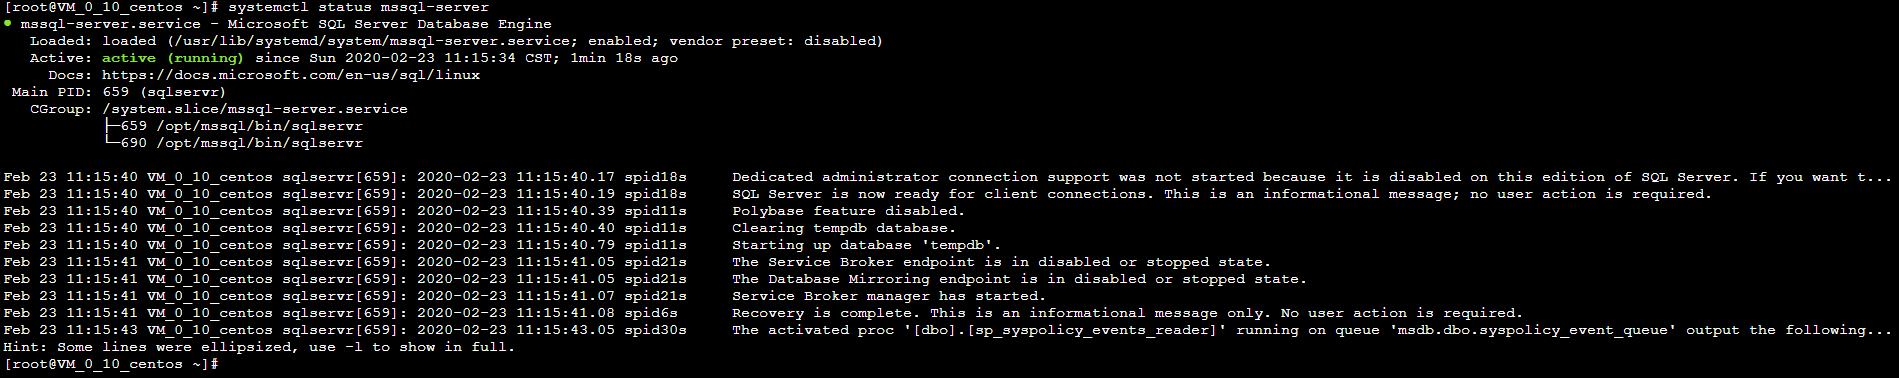 [root@VM_0_10_centos ~]# systemctl status mssql-server
● mssql-server.service - Microsoft SQL Server Database Engine
   Loaded: loaded (/usr/lib/systemd/system/mssql-server.service; enabled; vendor preset: disabled)
   Active: active (running) since Sun 2020-02-23 11:15:34 CST; 1min 18s ago
     Docs: https://docs.microsoft.com/en-us/sql/linux
 Main PID: 659 (sqlservr)
   CGroup: /system.slice/mssql-server.service
           ├─659 /opt/mssql/bin/sqlservr
           └─690 /opt/mssql/bin/sqlservr

Feb 23 11:15:40 VM_0_10_centos sqlservr[659]: 2020-02-23 11:15:40.17 spid18s     Dedicated administrator connection support was not started because it is disabled on this edition of SQL Server. If you want t...
Feb 23 11:15:40 VM_0_10_centos sqlservr[659]: 2020-02-23 11:15:40.19 spid18s     SQL Server is now ready for client connections. This is an informational message; no user action is required.
Feb 23 11:15:40 VM_0_10_centos sqlservr[659]: 2020-02-23 11:15:40.39 spid11s     Polybase feature disabled.
Feb 23 11:15:40 VM_0_10_centos sqlservr[659]: 2020-02-23 11:15:40.40 spid11s     Clearing tempdb database.
Feb 23 11:15:40 VM_0_10_centos sqlservr[659]: 2020-02-23 11:15:40.79 spid11s     Starting up database 'tempdb'.
Feb 23 11:15:41 VM_0_10_centos sqlservr[659]: 2020-02-23 11:15:41.05 spid21s     The Service Broker endpoint is in disabled or stopped state.
Feb 23 11:15:41 VM_0_10_centos sqlservr[659]: 2020-02-23 11:15:41.05 spid21s     The Database Mirroring endpoint is in disabled or stopped state.
Feb 23 11:15:41 VM_0_10_centos sqlservr[659]: 2020-02-23 11:15:41.07 spid21s     Service Broker manager has started.
Feb 23 11:15:41 VM_0_10_centos sqlservr[659]: 2020-02-23 11:15:41.08 spid6s      Recovery is complete. This is an informational message only. No user action is required.
Feb 23 11:15:43 VM_0_10_centos sqlservr[659]: 2020-02-23 11:15:43.05 spid30s     The activated proc '[dbo].[sp_syspolicy_events_reader]' running on queue 'msdb.dbo.syspolicy_event_queue' output the following...
Hint: Some lines were ellipsized, use -l to show in full.
[root@VM_0_10_centos ~]#